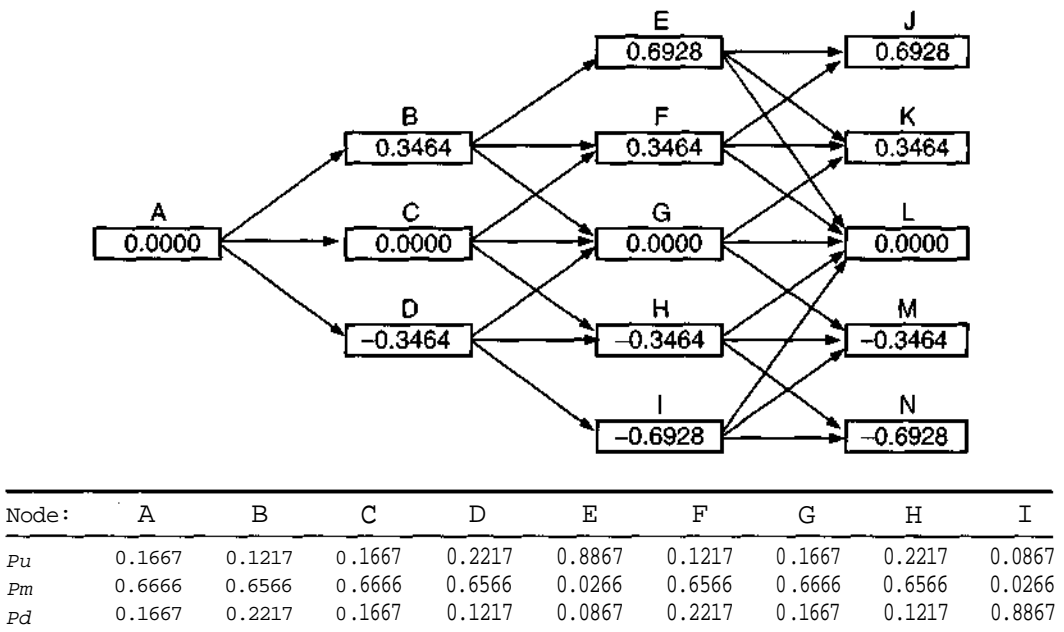 E J
0.6928 0.6928
B F K
0.3464 0.3464 0.3464
A C G L
0.0000 0.0000 0.0000 0.0000
D H M
−0.3464 −0.3464 −0.3464
I N
−0.6928 −0.6928
Node: A B C D E F G H I
Pu 0.1667 0.1217 0.1667 0.2217 0.8867 0.1217 0.1667 0.2217 0.0867
Pm 0.6666 0.6566 0.6666 0.6566 0.0266 0.6566 0.6666 0.6566 0.0266
Pd 0.1667 0.2217 0.1667 0.1217 0.0867 0.2217 0.1667 0.1217 0.8867